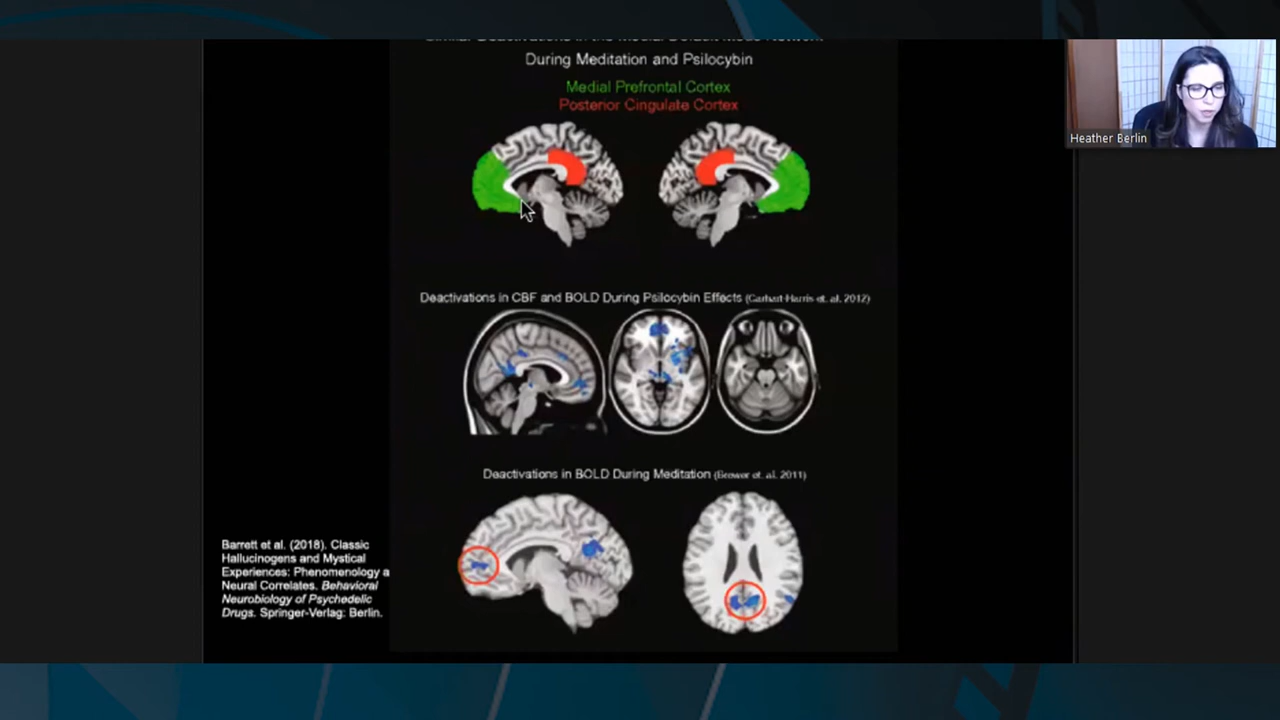 During Meditation and Psilocybin
Medial Prefrontal Cortex
Posterior Cingulate Cortex
Heather Berlin
Deactivations in CBF and BOLD During Psilocybin Effects (Carhart-Harris et. al. 2012)
Deactivations in BOLD During Meditation (Brewer et. al. 2011)
Barrett et al. (2018). Classic
Hallucinogens and Mystical
Experiences: Phenomenology a
Neural Correlates. Behavioral
Neurobiology of Psychedelic
Drugs. Springer-Verlag: Berlin.